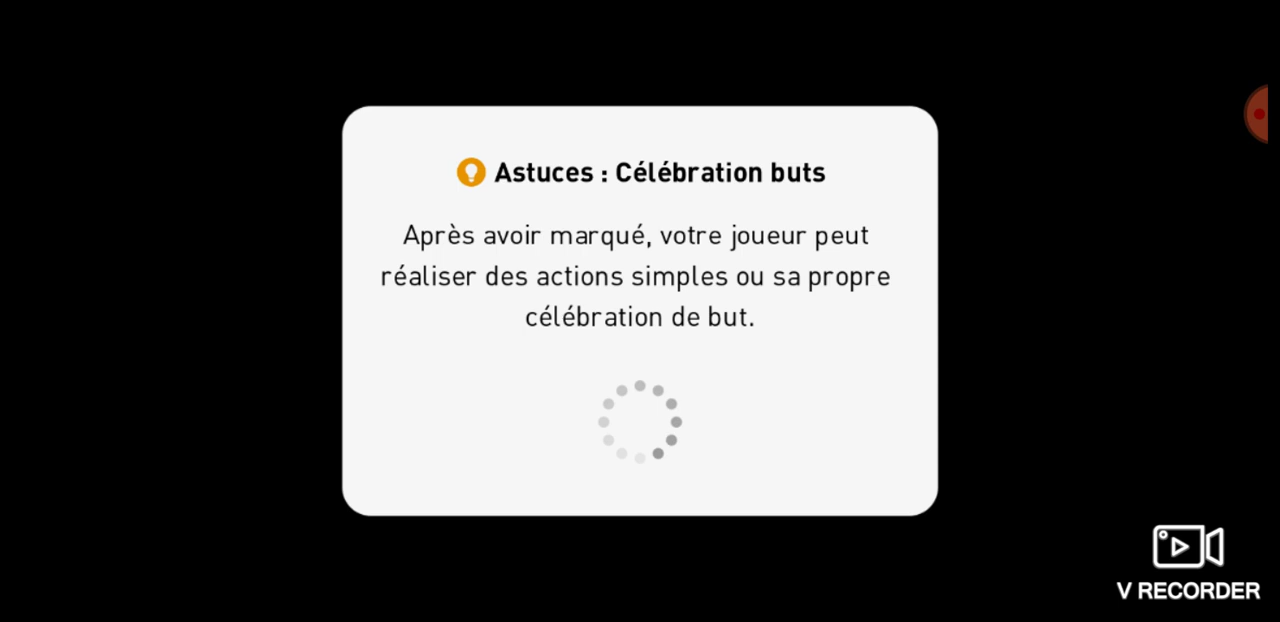 Astuces : Célébration buts
Après avoir marqué, votre joueur peut
réaliser des actions simples ou sa propre
célébration de but.
V RECORDER